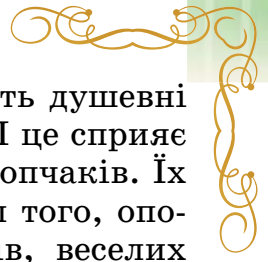 ть душевні
І це сприяє
опчаків. Їх
и того, опо-
ів, веселих